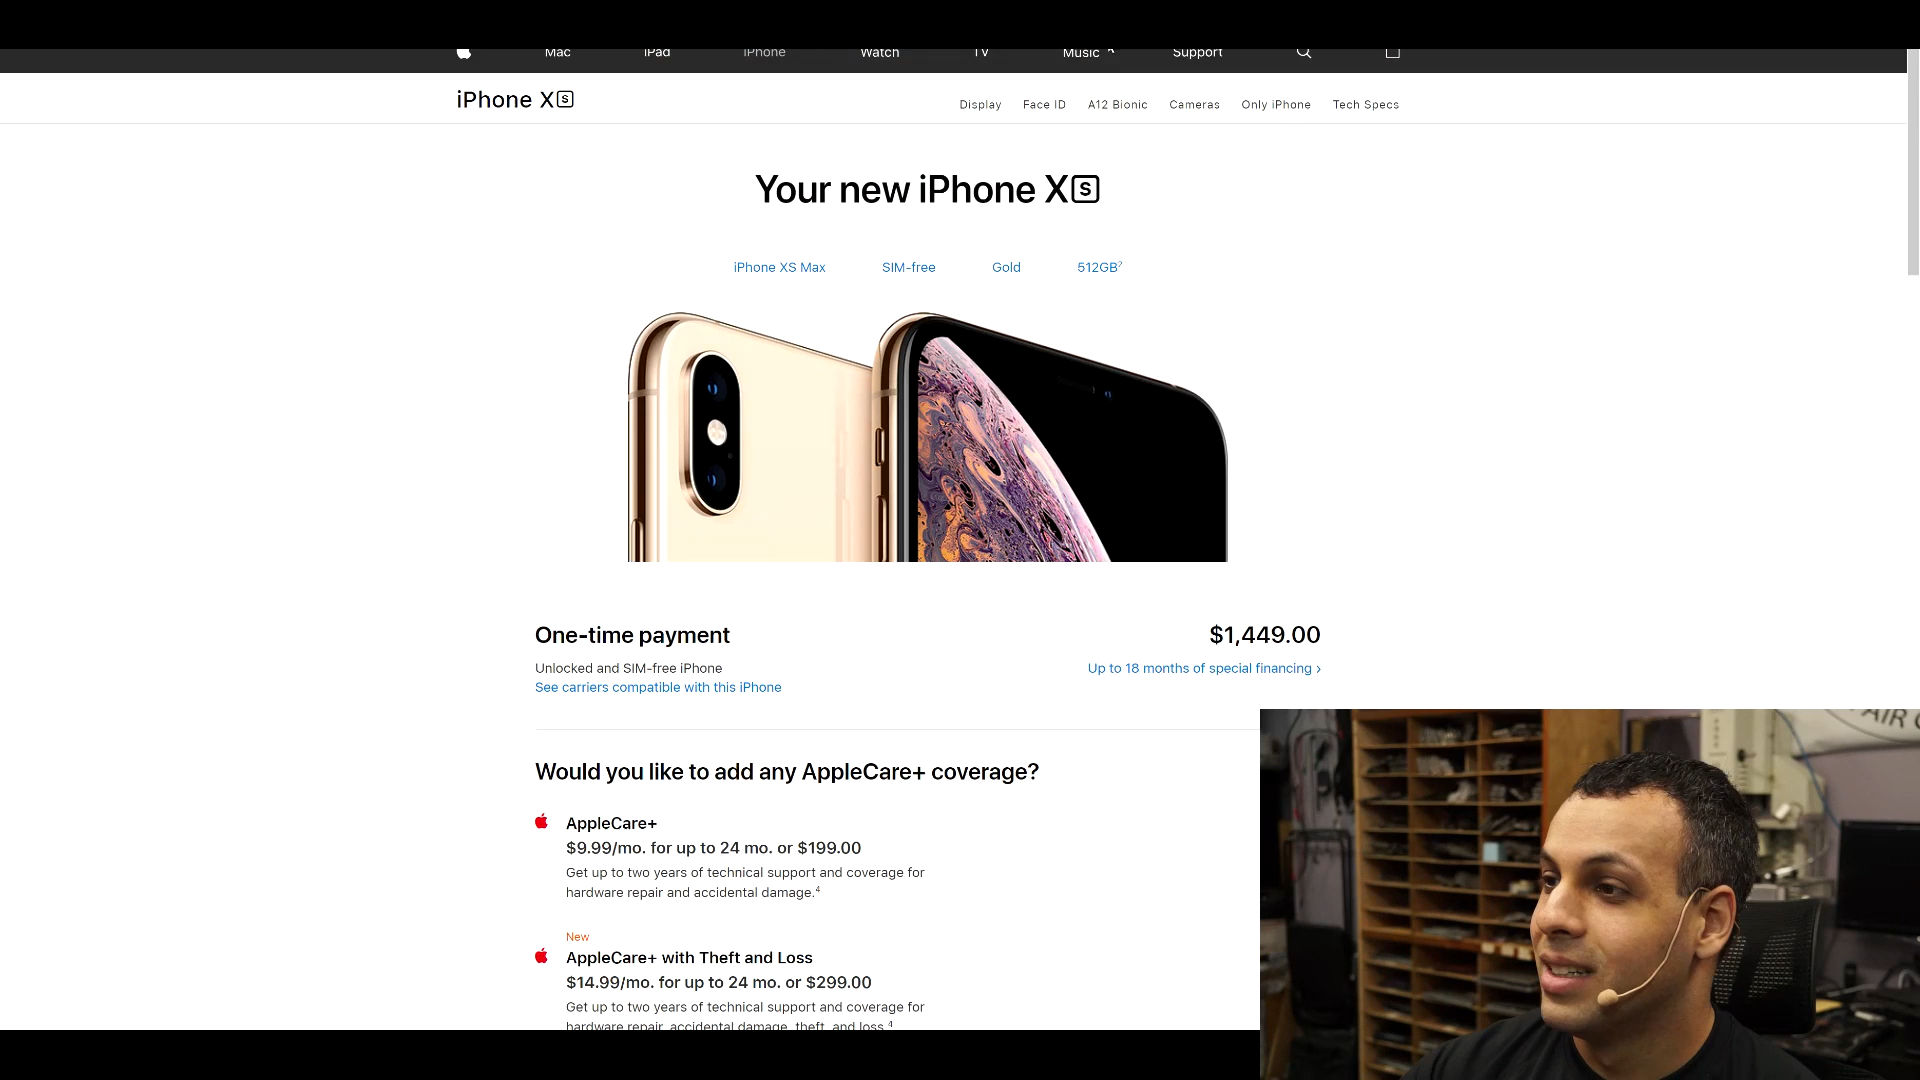 Mac iPad iPhone Watch TV Music Support
iPhone XS
Display Face ID A12 Bionic Cameras Only iPhone Tech Specs
Your new iPhone XS
iPhone XS Max SIM-free Gold 512GB²
One-time payment $1,449.00
Unlocked and SIM-free iPhone Up to 18 months of special financing ›
See carriers compatible with this iPhone
Would you like to add any AppleCare+ coverage?
AppleCare+
$9.99/mo. for up to 24 mo. or $199.00
Get up to two years of technical support and coverage for
hardware repair and accidental damage.⁴
New
AppleCare+ with Theft and Loss
$14.99/mo. for up to 24 mo. or $299.00
Get up to two years of technical support and coverage for
hardware repair, accidental damage, theft, and loss.⁴